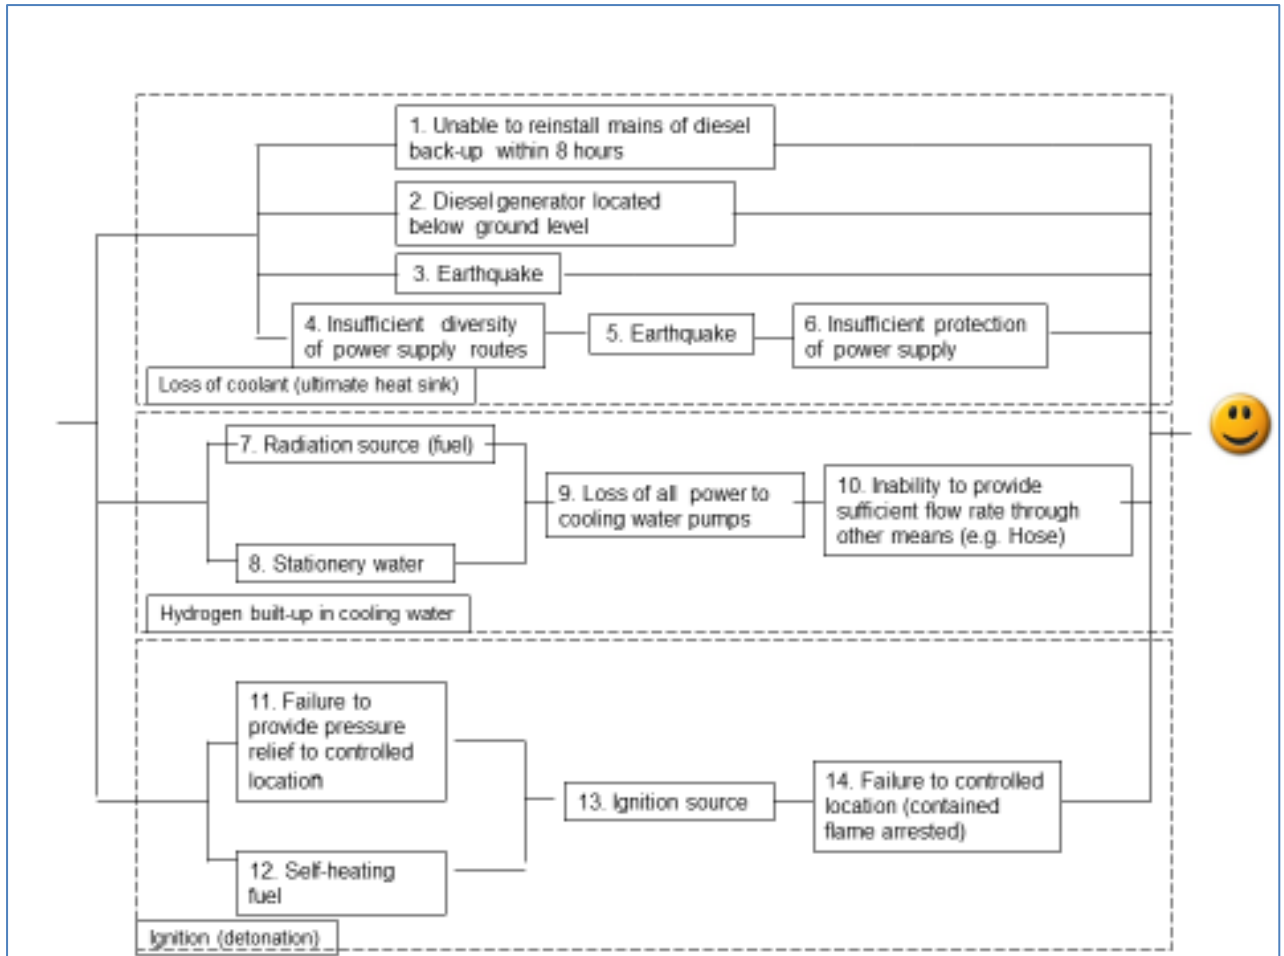 1. Unable to reinstall mains of diesel
back-up within 8 hours
2. Diesel generator located
below ground level
3. Earthquake
4. Insufficient diversity
of power supply routes
5. Earthquake
6. Insufficient protection
of power supply
Loss of coolant (ultimate heat sink)
7. Radiation source (fuel)
8. Stationery water
9. Loss of all power to
cooling water pumps
10. Inability to provide
sufficient flow rate through
other means (e.g. Hose)
Hydrogen built-up in cooling water
11. Failure to
provide pressure
relief to controlled
location
12. Self-heating
fuel
13. Ignition source
14. Failure to controlled
location (contained
flame arrested)
Ignition (detonation)